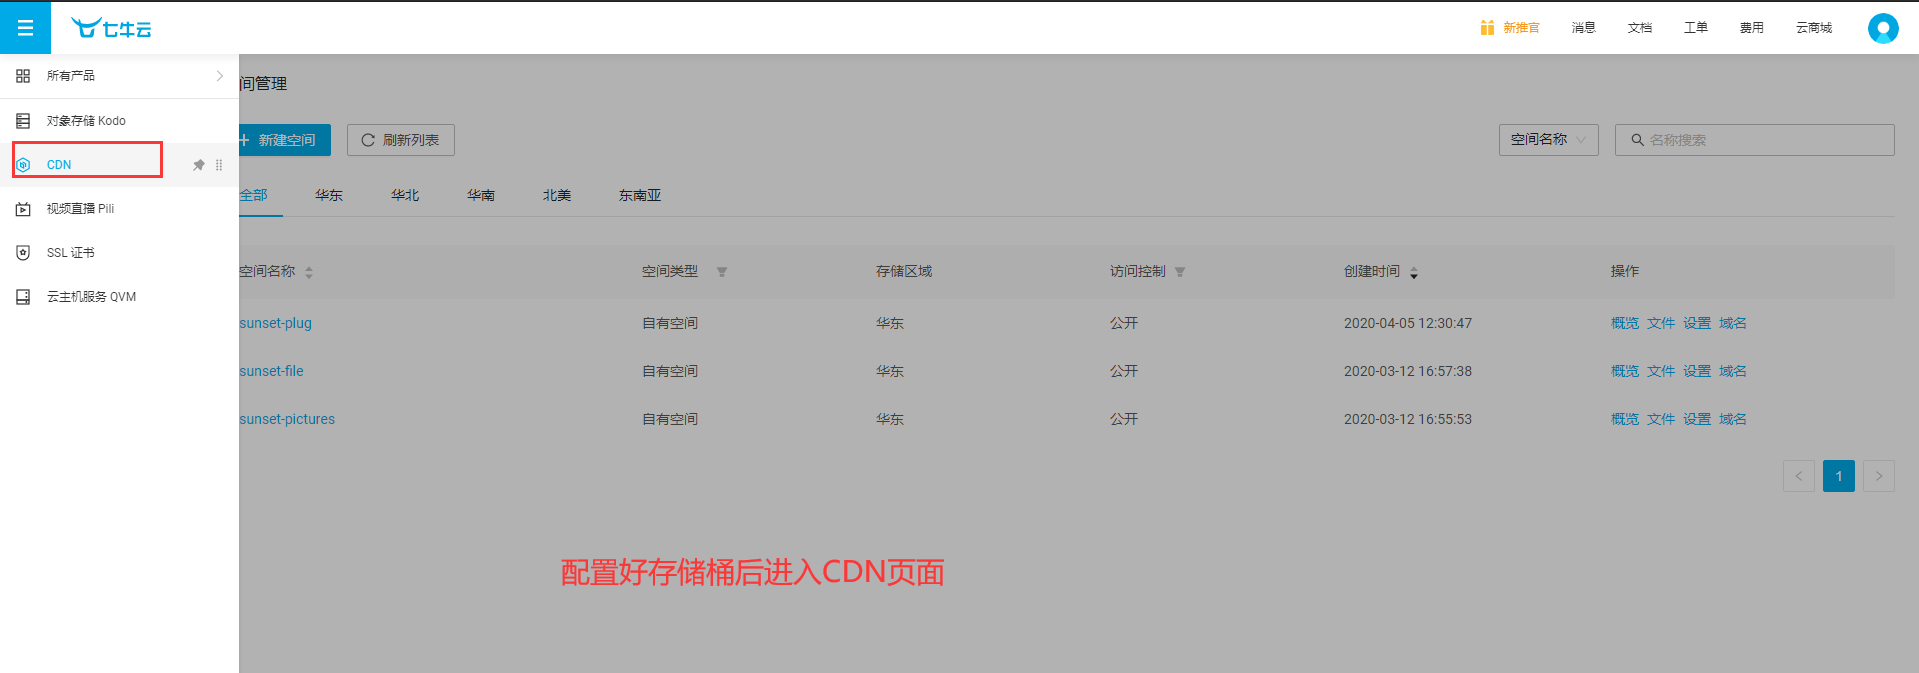 七牛云
新推官 消息 文档 工单 费用 云商城
所有产品
对象存储 Kodo
CDN
视频直播 Pili
SSL 证书
云主机服务 QVM
间管理
新建空间 刷新列表 空间名称 名称搜索
全部 华东 华北 华南 北美 东南亚
空间名称 空间类型 存储区域 访问控制 创建时间 操作
sunset-plug 自有空间 华东 公开 2020-04-05 12:30:47 概览 文件 设置 域名
sunset-file 自有空间 华东 公开 2020-03-12 16:57:38 概览 文件 设置 域名
sunset-pictures 自有空间 华东 公开 2020-03-12 16:55:53 概览 文件 设置 域名
< 1 >
配置好存储桶后进入CDN页面